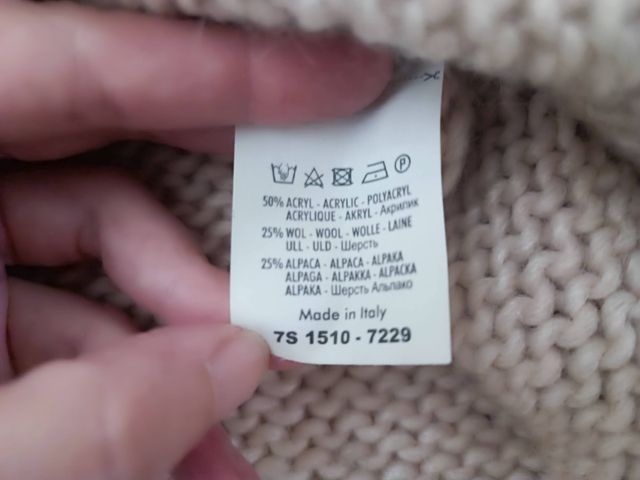 P
50% ACRYL - ACRYLIC - POLYACRYL
ACRYLIQUE - AKRYL - Акрилик
25% WOL - WOOL - WOLLE - LAINE
ULL - ULD - Шерсть
25% ALPACA - ALPACA - ALPAKA
ALPAGA - ALPAKKA - ALPACKA
ALPAKA - Шерсть Альпако
Made in Italy
7S 1510 - 7229